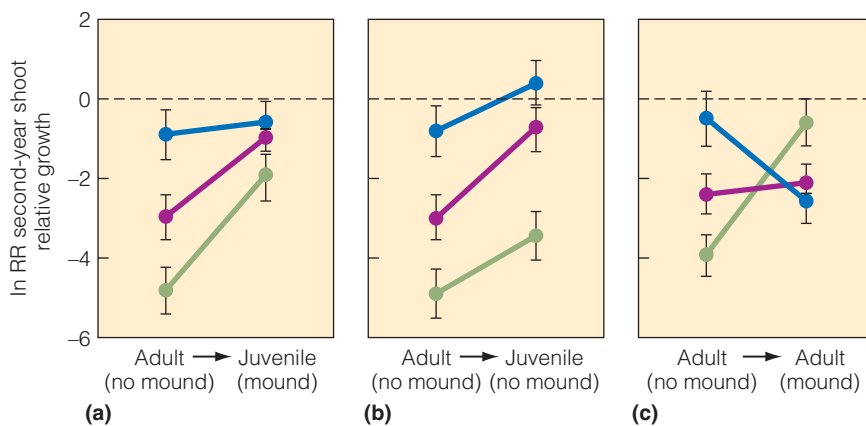 ln RR second-year shoot
relative growth
2
0
–2
–4
–6
Adult → Juvenile
(no mound) (mound)
(a)
Adult → Juvenile
(no mound) (no mound)
(b)
Adult → Adult
(no mound) (mound)
(c)